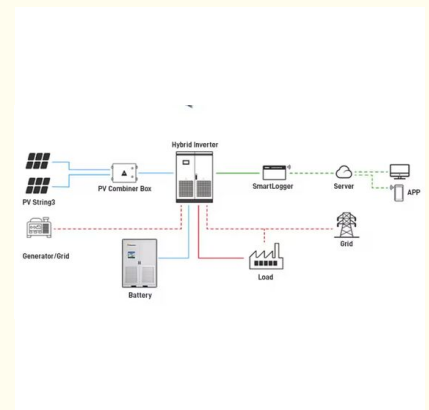 Hybrid Inverter
PV String3
PV Combiner Box
SmartLogger
Server
APP
Generator/Grid
Battery
Load
Grid